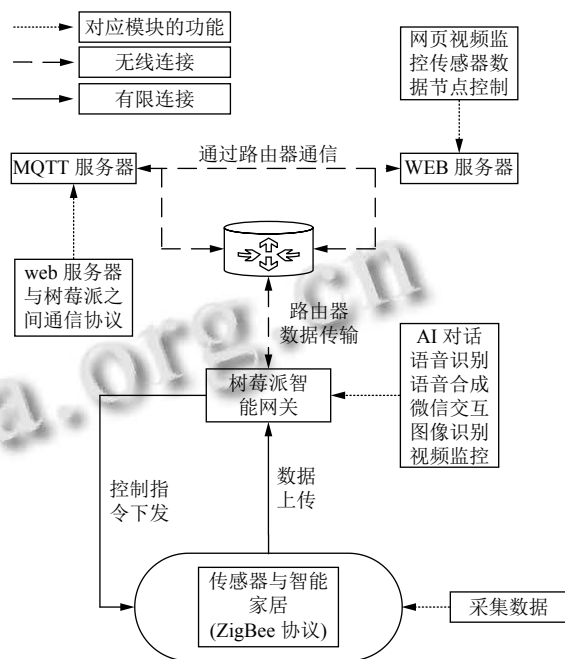 对应模块的功能
无线连接
有限连接
网页视频监
控传感器数
据节点控制
MQTT 服务器
通过路由器通信
WEB 服务器
web 服务器
与树莓派之
间通信协议
路由器
数据传输
AI 对话
语音识别
语音合成
微信交互
图像识别
视频监控
树莓派智
能网关
控制指
令下发
数据
上传
传感器与智能
家居
(ZigBee 协议)
采集数据
a.org.cn